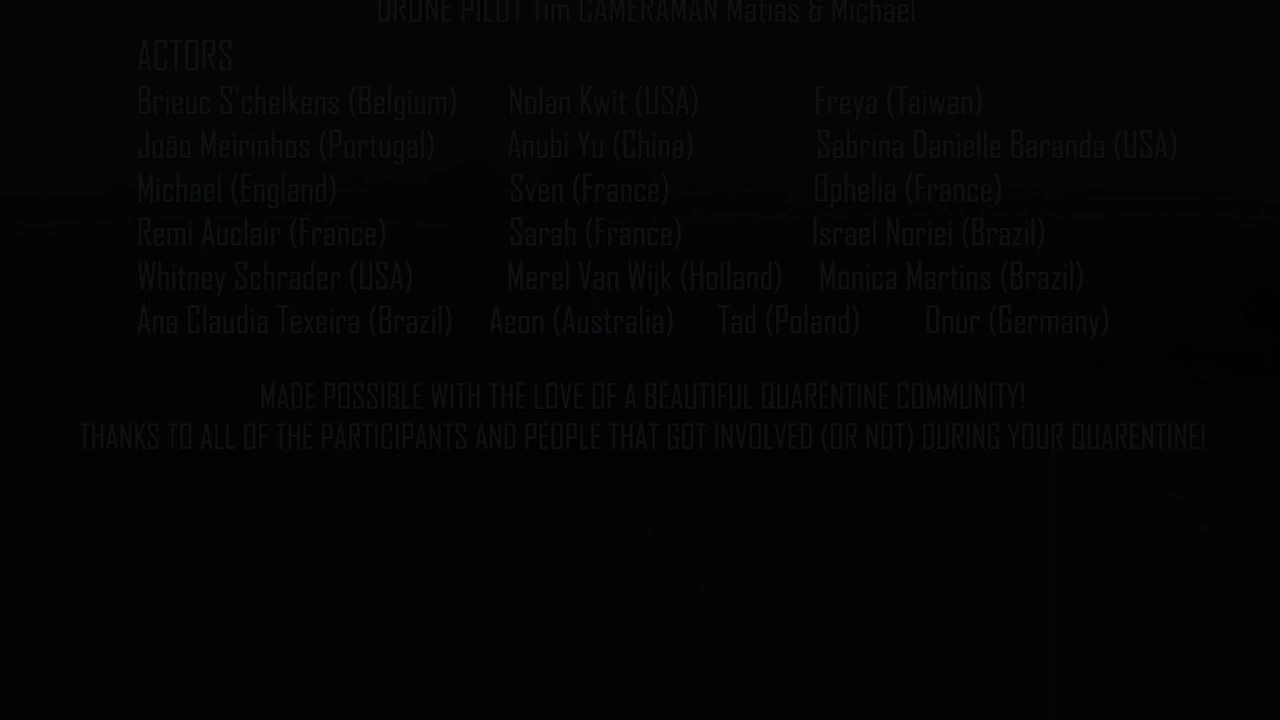 DRONE PILOT Tim CAMERAMAN Matias & Michael
ACTORS
Brieuc S'chelkens (Belgium) Nolan Kwit (USA) Freya (Taiwan)
João Meirinhos (Portugal) Anubi Yu (China) Sabrina Danielle Baranda (USA)
Michael (England) Sven (France) Ophelia (France)
Remi Auclair (France) Sarah (France) Israel Noriei (Brazil)
Whitney Schrader (USA) Merel Van Wijk (Holland) Monica Martins (Brazil)
Ana Claudia Texeira (Brazil) Aeon (Australia) Tad (Poland) Onur (Germany)
MADE POSSIBLE WITH THE LOVE OF A BEAUTIFUL QUARENTINE COMMUNITY!
THANKS TO ALL OF THE PARTICIPANTS AND PEOPLE THAT GOT INVOLVED (OR NOT) DURING YOUR QUARENTINE!